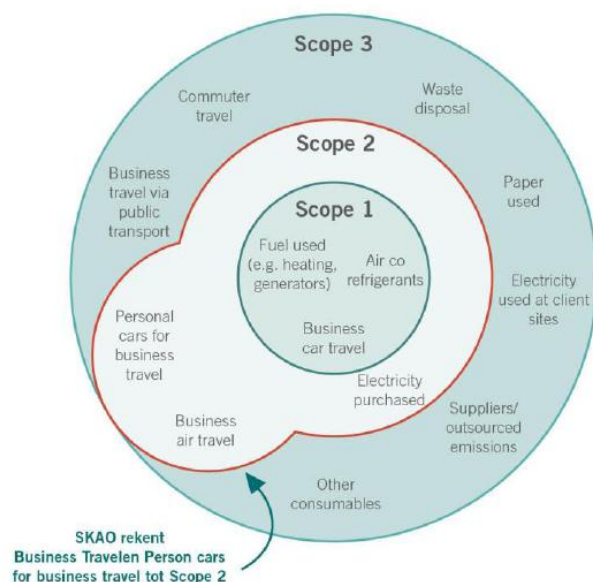 Scope 3
Commuter
travel
Waste
disposal
Scope 2
Business
travel via
public
transport
Paper
used
Scope 1
Fuel used
(e.g. heating,
generators)
Air co
refrigerants
Electricity
used at client
sites
Personal
cars for
business
travel
Business
car travel
Electricity
purchased
Business
air travel
Suppliers/
outsourced
emissions
Other
consumables
SKAO rekent
Business Travelen Person cars
for business travel tot Scope 2